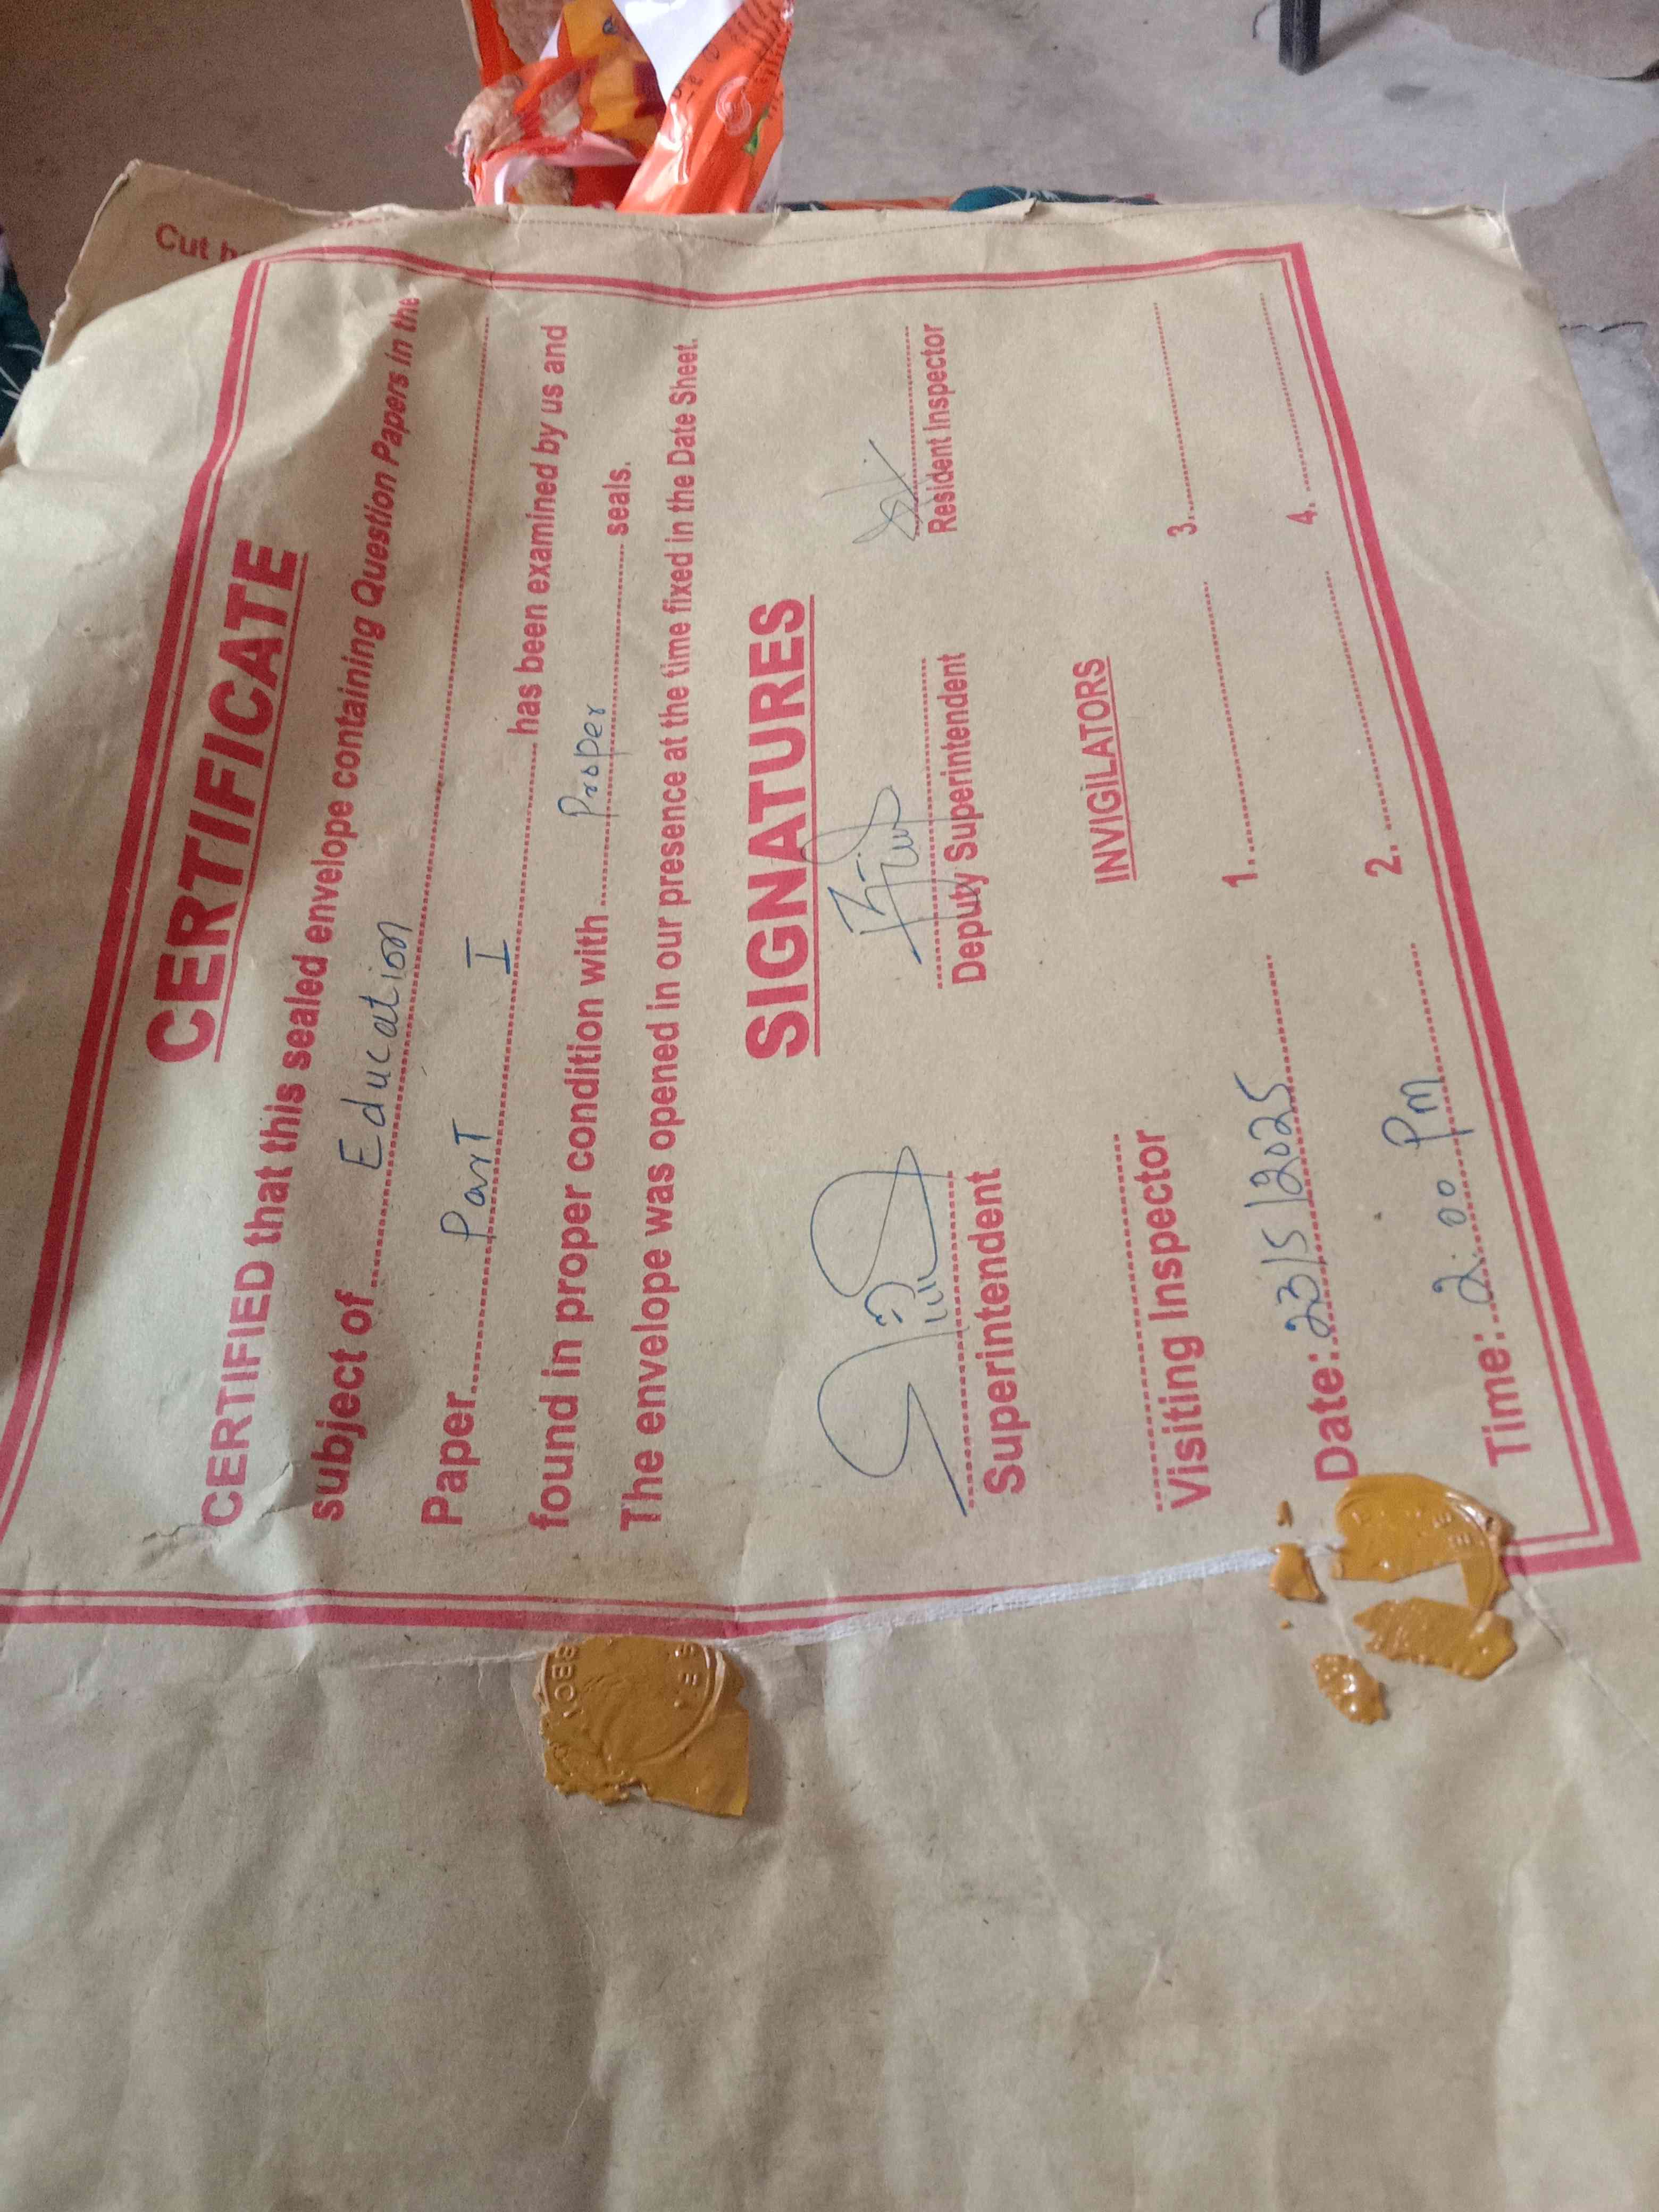 Cut
CERTIFICATE
CERTIFIED that this sealed envelope containing Question Papers in the
subject of Education
Paper Part I has been examined by us and
found in proper condition with Proper seals.
The envelope was opened in our presence at the time fixed in the Date Sheet.
SIGNATURES
Superintendent Deputy Superintendent Resident Inspector
INVIGILATORS
Visiting Inspector 1. 3.
Date: 23/5/2025 2. 4.
Time: 2:00 Pm